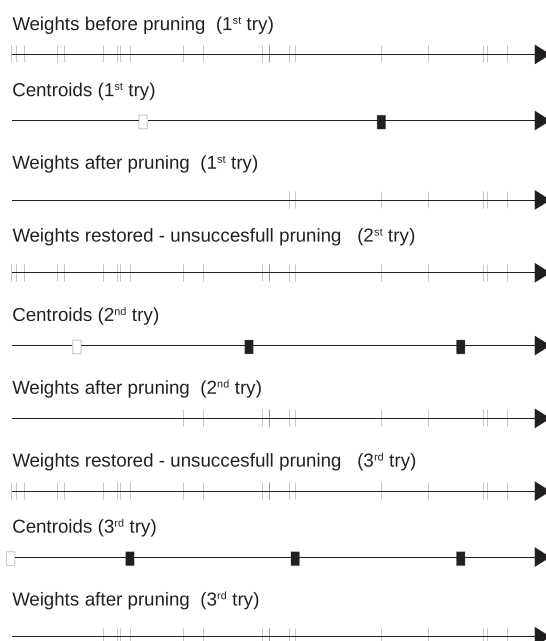 Weights before pruning (1st try)
Centroids (1st try)
Weights after pruning (1st try)
Weights restored - unsuccesfull pruning (2st try)
Centroids (2nd try)
Weights after pruning (2nd try)
Weights restored - unsuccesfull pruning (3rd try)
Centroids (3rd try)
Weights after pruning (3rd try)